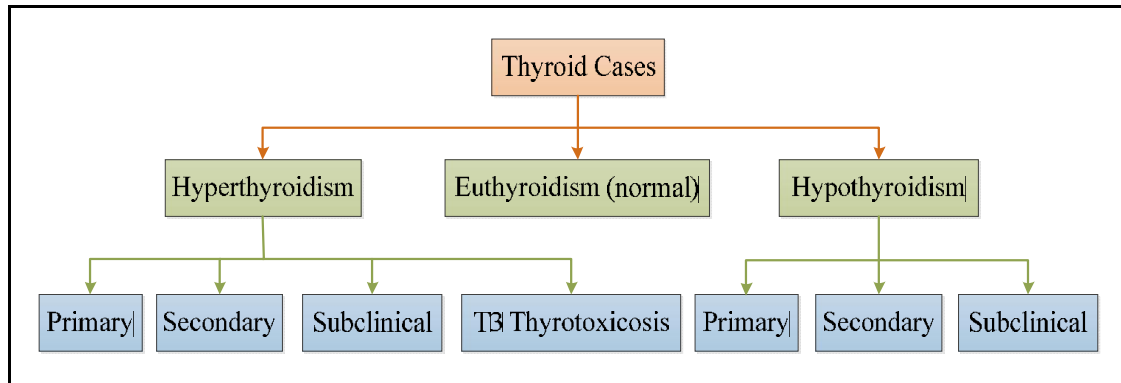 Thyroid Cases
Hyperthyroidism
Euthyroidism (normal)
Hypothyroidism
Primary
Secondary
Subclinical
T3 Thyrotoxicosis
Primary
Secondary
Subclinical